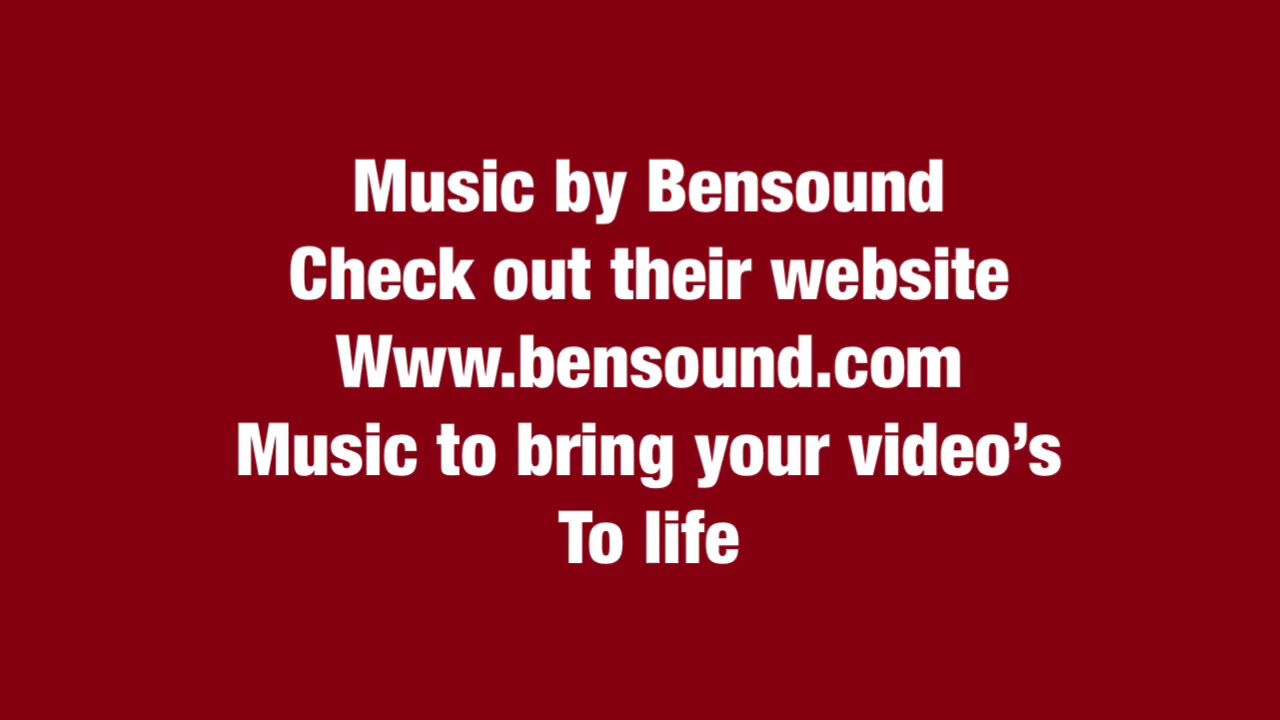 Music by Bensound
Check out their website
Www.bensound.com
Music to bring your video’s
To life